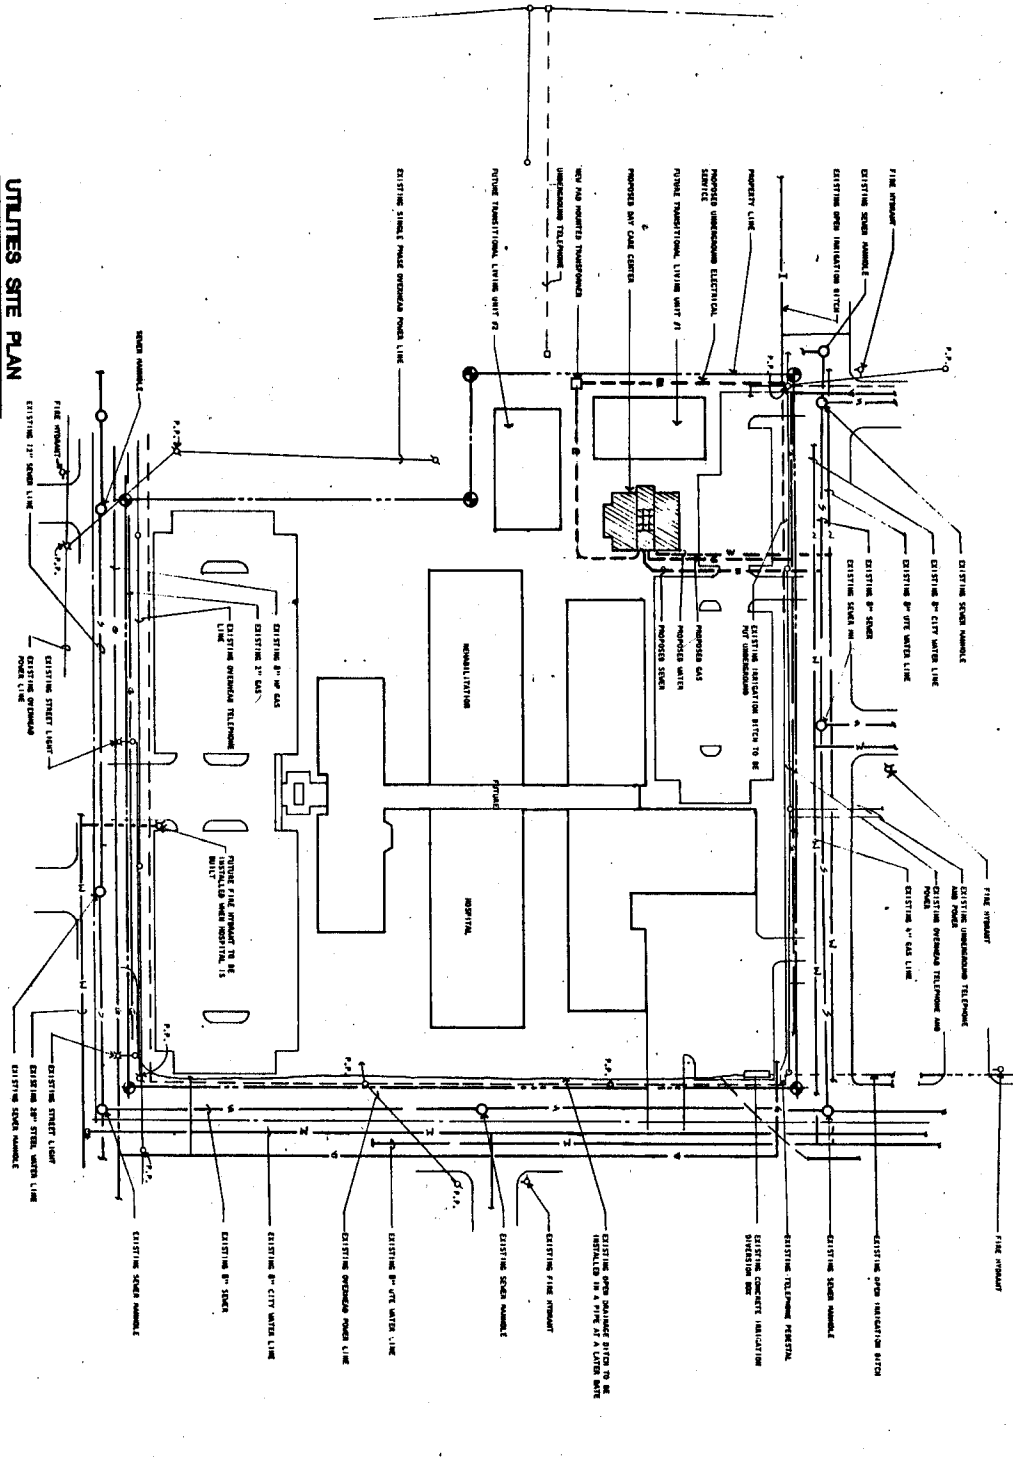 UTILITIES SITE PLAN
FIRE HYDRANT
EXISTING SEWER MANHOLE
EXISTING OPEN IRRIGATION DITCH
PROPERTY LINE
PROPOSED UNDERGROUND ELECTRICAL
SERVICE
FUTURE TRANSITIONAL LIVING UNIT #1
PROPOSED DAY CARE CENTER
NEW PAD MOUNTED TRANSFORMER
UNDERGROUND TELEPHONE
FUTURE TRANSITIONAL LIVING UNIT #2
EXISTING SINGLE PHASE OVERHEAD POWER LINE
SEWER MANHOLE
FIRE HYDRANT
EXISTING 12" SEWER LINE
P.P.
P.P.
P.P.
P.P.
EXISTING SEWER MANHOLE
EXISTING 8" CITY WATER LINE
EXISTING 8" UTE WATER LINE
EXISTING 8" SEWER
EXISTING SEWER MH
EXISTING IRRIGATION DITCH TO BE
PUT UNDERGROUND
PROPOSED GAS
PROPOSED WATER
PROPOSED SEWER
REHABILITATION
FUTURE
HOSPITAL
EXISTING 8" HP GAS
EXISTING 2" GAS
EXISTING OVERHEAD TELEPHONE
LINE
EXISTING STREET LIGHT
EXISTING OVERHEAD
POWER LINE
FIRE HYDRANT
EXISTING UNDERGROUND TELEPHONE
AND POWER
EXISTING OVERHEAD TELEPHONE AND
POWER
EXISTING 4" GAS LINE
FUTURE FIRE HYDRANT TO BE
INSTALLED WHEN HOSPITAL IS
BUILT
P.P.
P.P.
P.P.
P.P.
P.P.
EXISTING STREET LIGHT
EXISTING 20" STEEL WATER LINE
EXISTING SEWER MANHOLE
FIRE HYDRANT
EXISTING OPEN IRRIGATION DITCH
EXISTING SEWER MANHOLE
EXISTING TELEPHONE PEDESTAL
EXISTING CONCRETE IRRIGATION
DIVERSION BOX
EXISTING OPEN DRAINAGE DITCH TO BE
INSTALLED IN A PIPE AT A LATER DATE
EXISTING FIRE HYDRANT
EXISTING SEWER MANHOLE
EXISTING 8" UTE WATER LINE
EXISTING OVERHEAD POWER LINE
EXISTING 8" CITY WATER LINE
EXISTING 8" SEWER
EXISTING SEWER MANHOLE